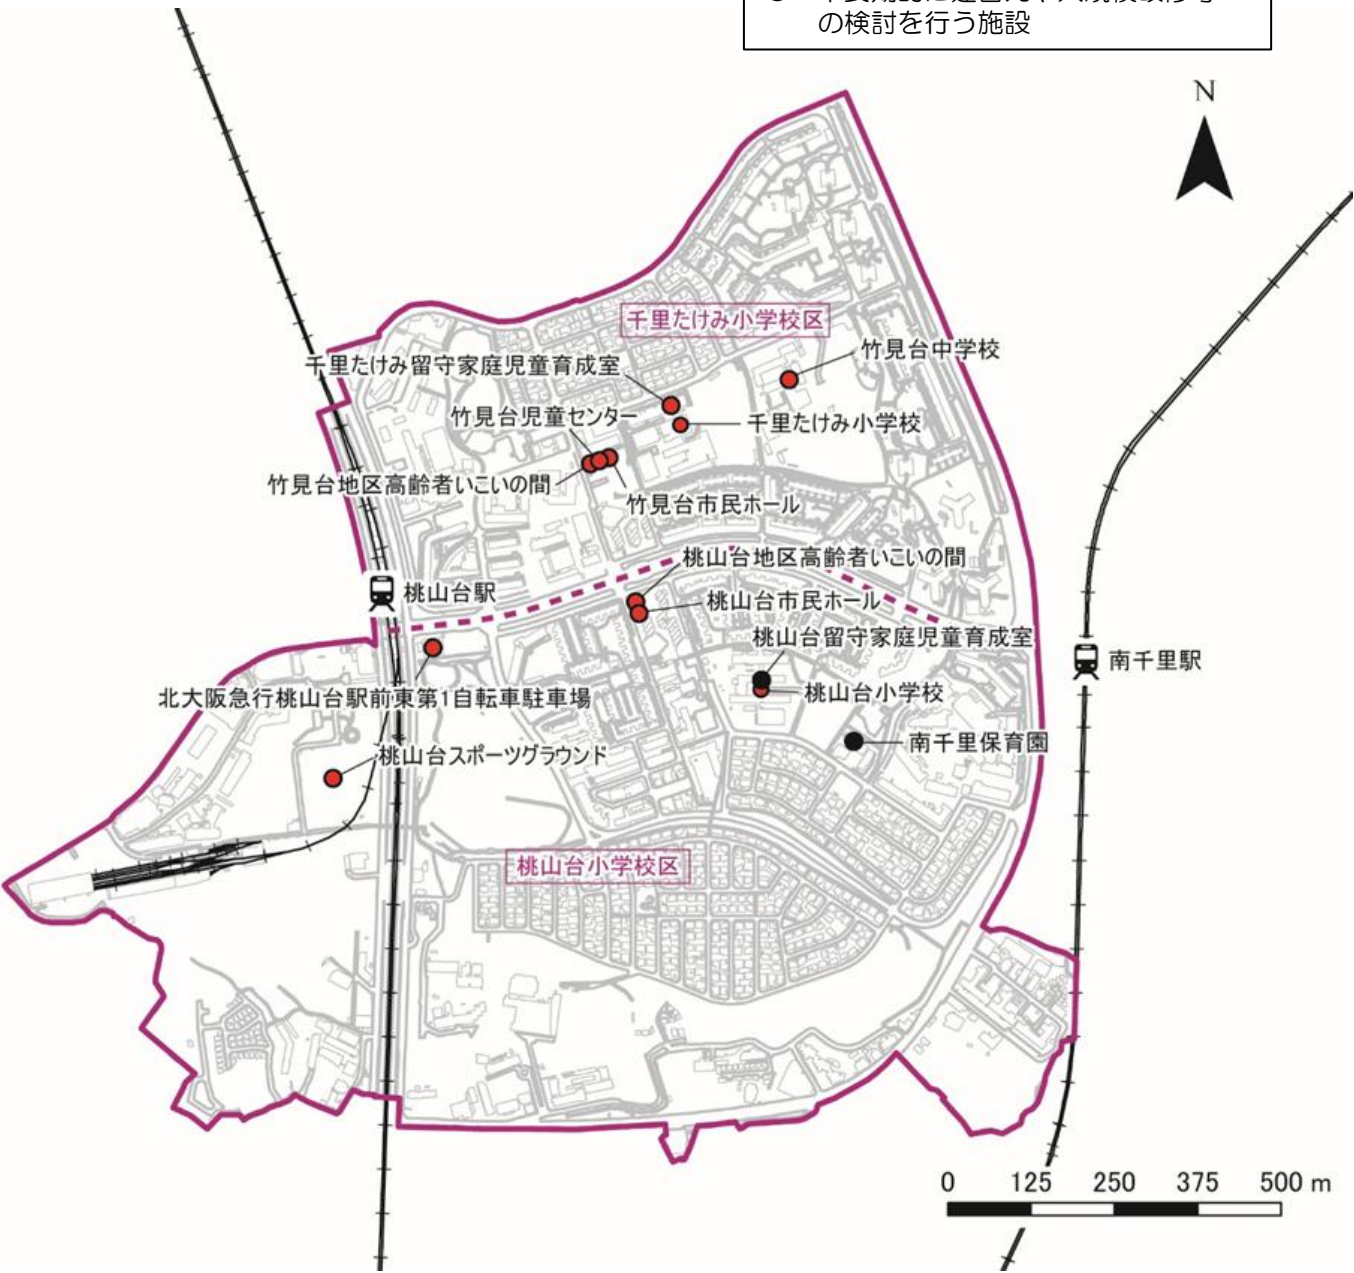 の検討を行う施設
N
千里たけみ小学校区
竹見台中学校
千里たけみ留守家庭児童育成室
竹見台児童センター
千里たけみ小学校
竹見台地区高齢者いこいの間
竹見台市民ホール
桃山台地区高齢者いこいの間
桃山台駅
桃山台市民ホール
桃山台留守家庭児童育成室
南千里駅
桃山台小学校
北大阪急行桃山台駅前東第1自転車駐車場
南千里保育園
桃山台スポーツグラウンド
桃山台小学校区
0 125 250 375 500 m